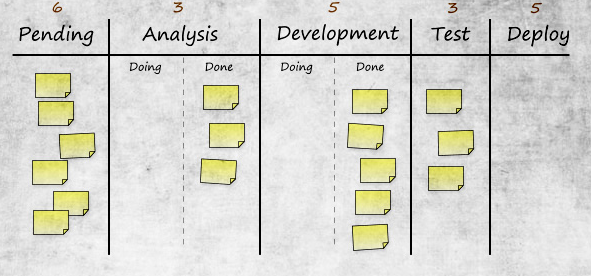 6 3 5 3 5
Pending Analysis Development Test Deploy
Doing Done Doing Done